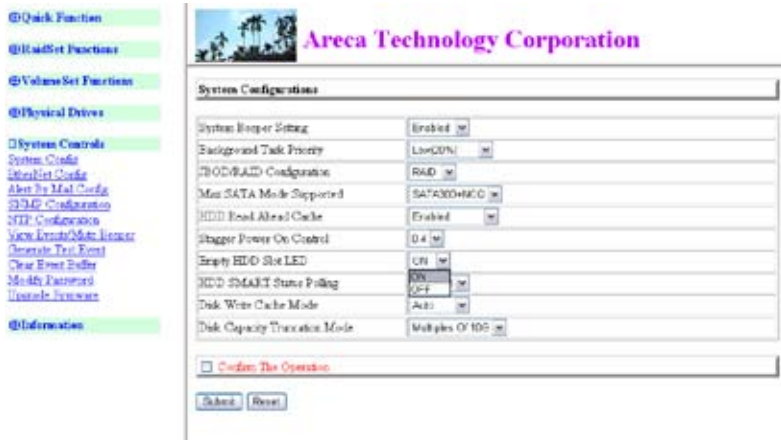 Quick Function
RaidSet Functions
VolumeSet Functions
Physical Drives
System Controls
System Config
EtherNet Config
Alert By Mail Config
SNMP Configuration
NTP Configuration
View Events/Mute Beeper
Generate Test Event
Clear Event Buffer
Modify Password
Upgrade Firmware
Information
Areca Technology Corporation
System Configurations
System Beeper Setting Enabled
Background Task Priority Low(20%)
JBOD/RAID Configuration RAID
Max SATA Mode Supported SATA300+NCQ
HDD Read Ahead Cache Enabled
Stagger Power On Control 0.4
Empty HDD Slot LED ON
ON
OFF
HDD SMART Status Polling
Disk Write Cache Mode Auto
Disk Capacity Truncation Mode Multiples Of 10G
Confirm The Operation
Submit Reset